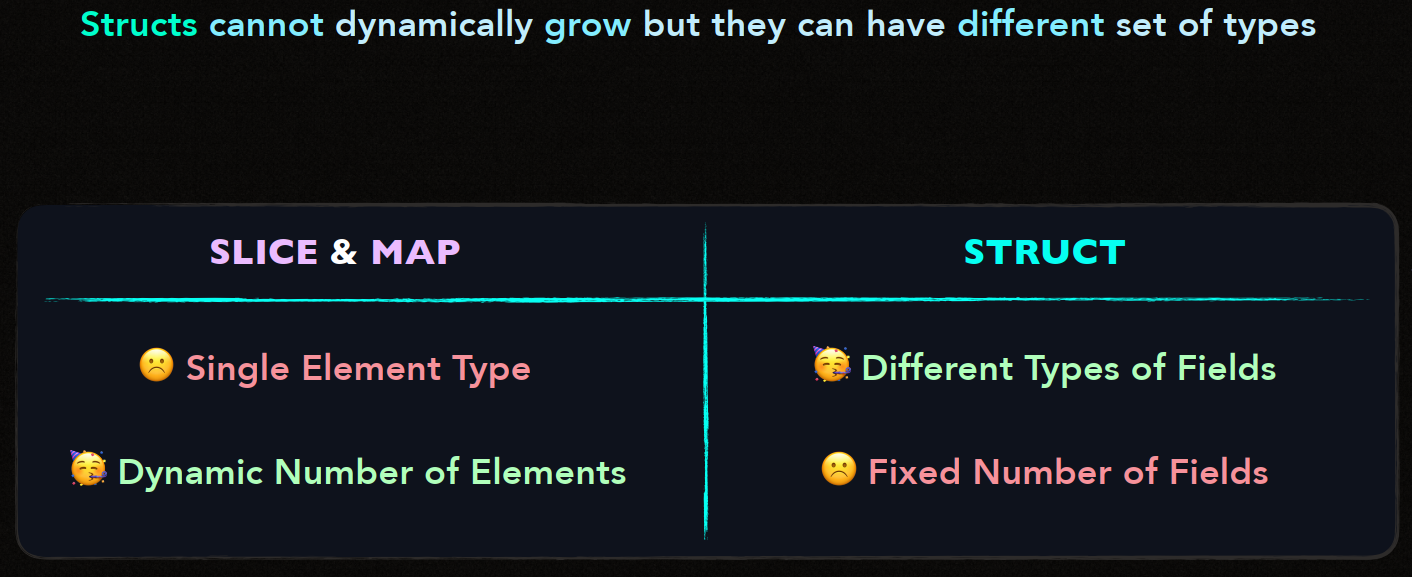 Structs cannot dynamically grow but they can have different set of types
SLICE & MAP
STRUCT
☹️ Single Element Type
🥳 Different Types of Fields
🥳 Dynamic Number of Elements
☹️ Fixed Number of Fields